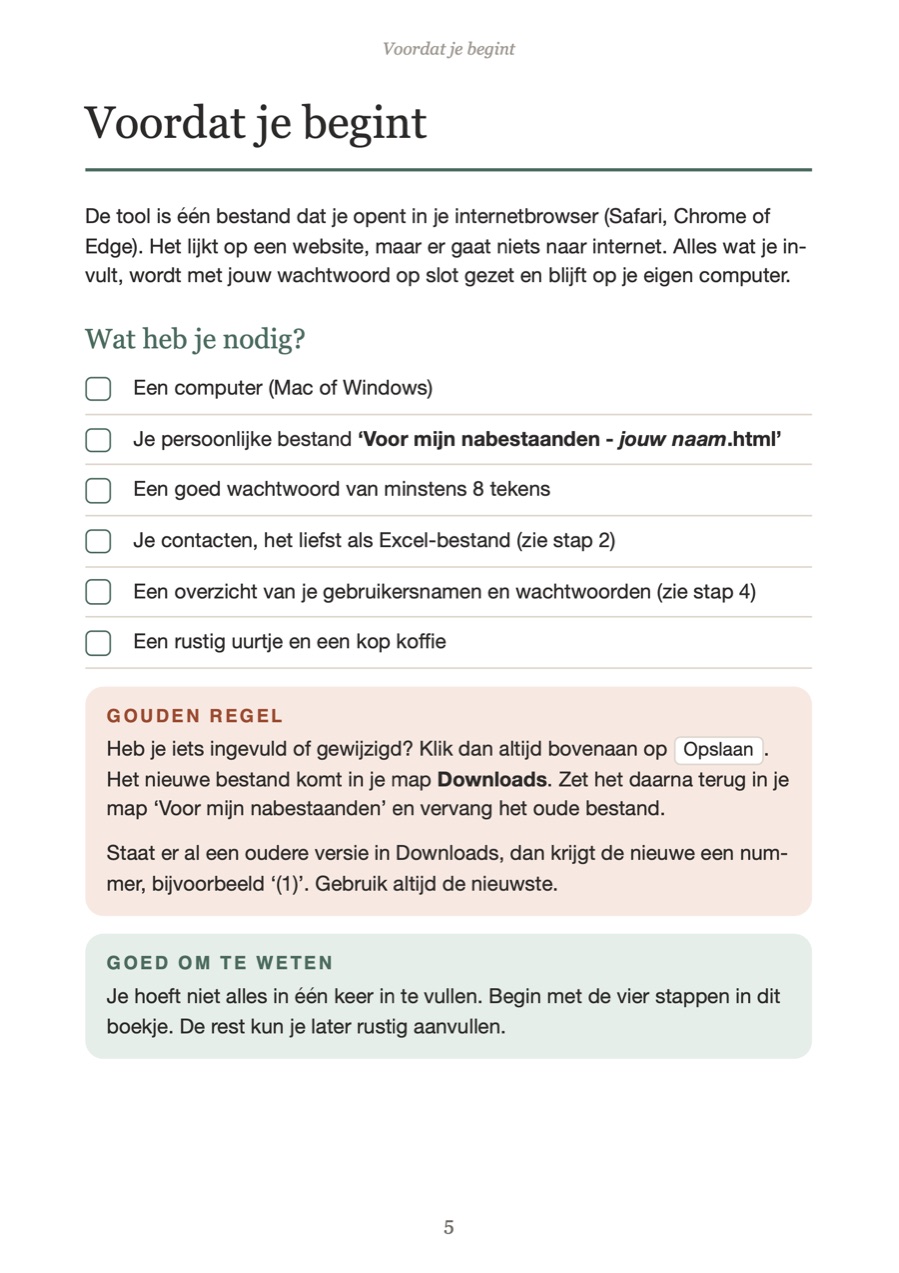 Voordat je begint
Voordat je begint
De tool is één bestand dat je opent in je internetbrowser (Safari, Chrome of
Edge). Het lijkt op een website, maar er gaat niets naar internet. Alles wat je in-
vult, wordt met jouw wachtwoord op slot gezet en blijft op je eigen computer.
Wat heb je nodig?
Een computer (Mac of Windows)
Je persoonlijke bestand ‘Voor mijn nabestaanden - jouw naam.html’
Een goed wachtwoord van minstens 8 tekens
Je contacten, het liefst als Excel-bestand (zie stap 2)
Een overzicht van je gebruikersnamen en wachtwoorden (zie stap 4)
Een rustig uurtje en een kop koffie
GOUDEN REGEL
Heb je iets ingevuld of gewijzigd? Klik dan altijd bovenaan op Opslaan.
Het nieuwe bestand komt in je map Downloads. Zet het daarna terug in je
map ‘Voor mijn nabestaanden’ en vervang het oude bestand.
Staat er al een oudere versie in Downloads, dan krijgt de nieuwe een num-
mer, bijvoorbeeld ‘(1)’. Gebruik altijd de nieuwste.
GOED OM TE WETEN
Je hoeft niet alles in één keer in te vullen. Begin met de vier stappen in dit
boekje. De rest kun je later rustig aanvullen.
5